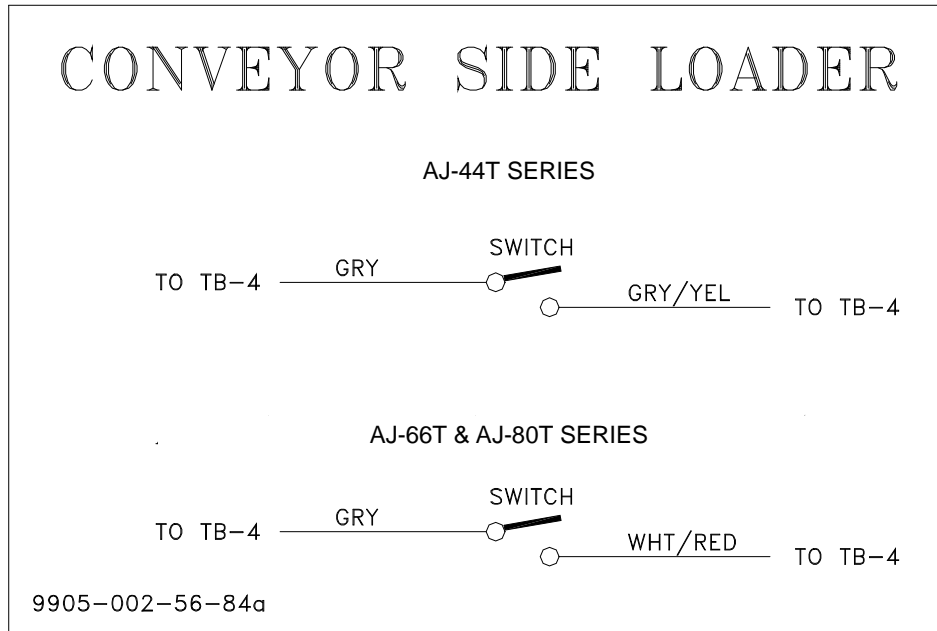 CONVEYOR SIDE LOADER
AJ-44T SERIES
SWITCH
TO TB-4 GRY
GRY/YEL TO TB-4
AJ-66T & AJ-80T SERIES
SWITCH
TO TB-4 GRY
WHT/RED TO TB-4
9905-002-56-84a